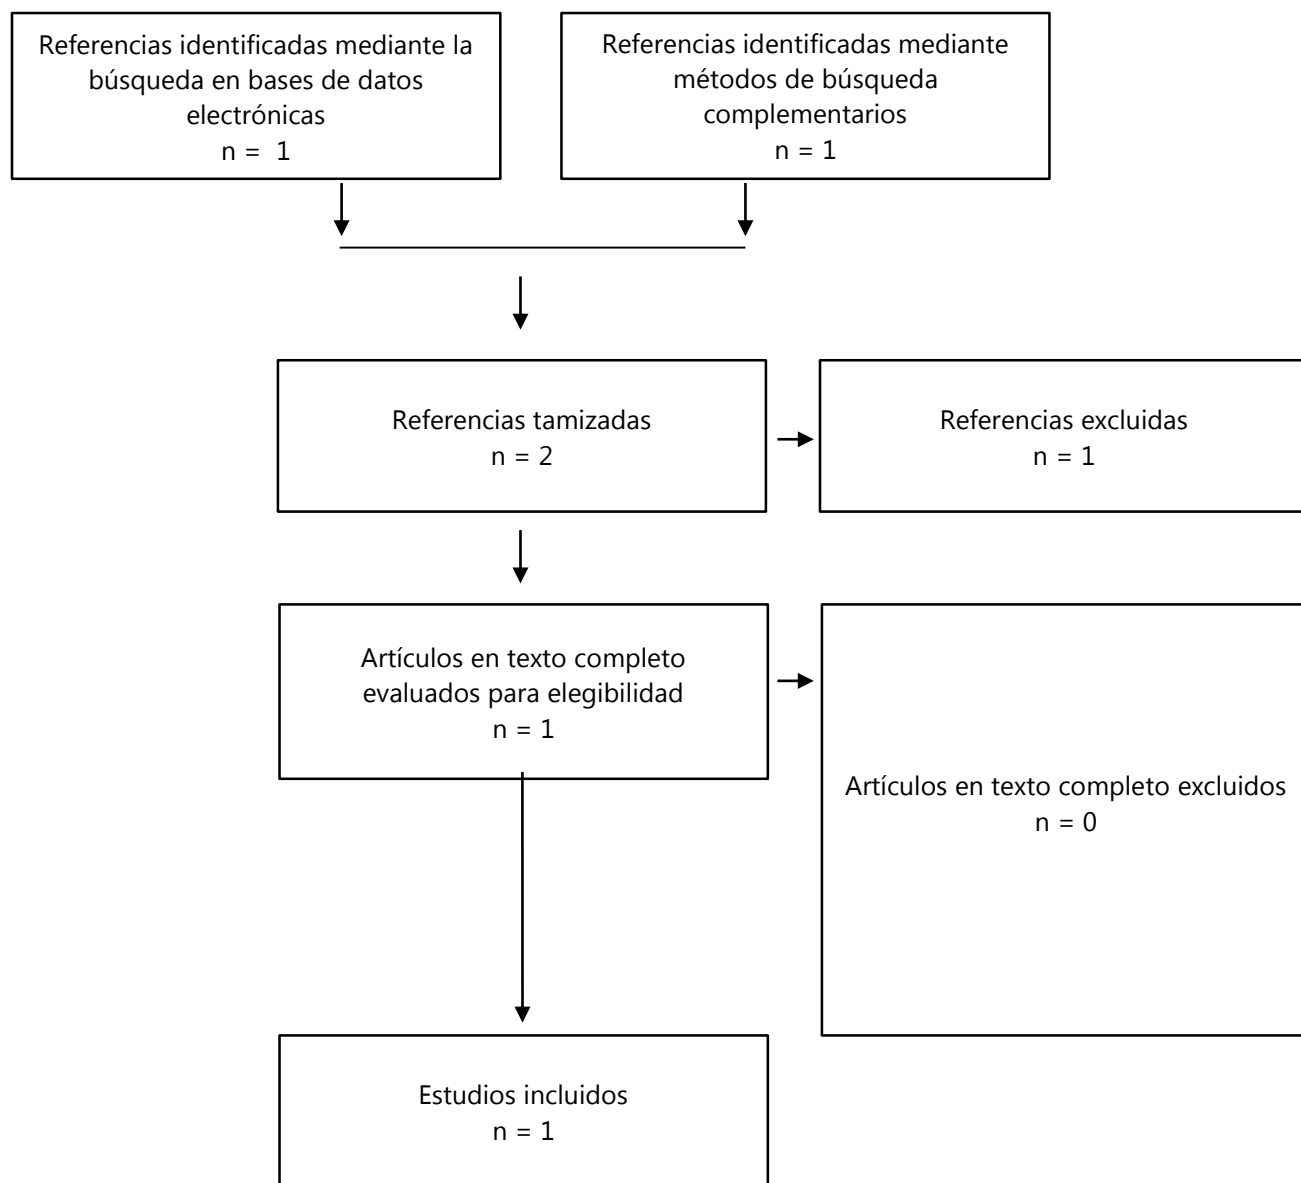 Referencias identificadas mediante la
búsqueda en bases de datos
electrónicas
n =  1
Referencias identificadas mediante
métodos de búsqueda
complementarios
n = 1
Referencias tamizadas
n = 2
Referencias excluidas
n = 1
Artículos en texto completo
evaluados para elegibilidad
n = 1
Artículos en texto completo excluidos
n = 0
Estudios incluidos
n = 1